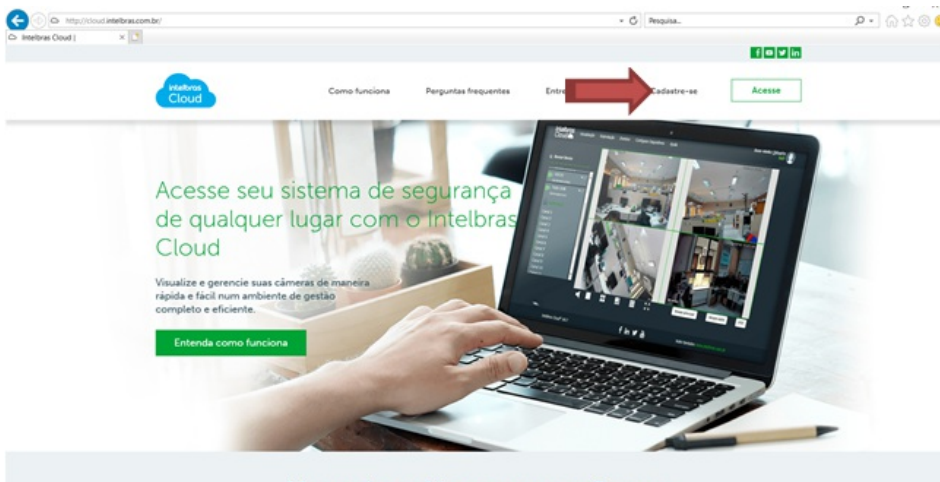 http://cloud.intelbras.com.br/
Pesquisa...
Intelbras Cloud |
intelbras
Cloud
Como funciona
Perguntas frequentes
Entre
Cadastre-se
Acesse
Acesse seu sistema de segurança
de qualquer lugar com o Intelbras
Cloud
Visualize e gerencie suas câmeras de maneira
rápida e fácil num ambiente de gestão
completo e eficiente.
Entenda como funciona